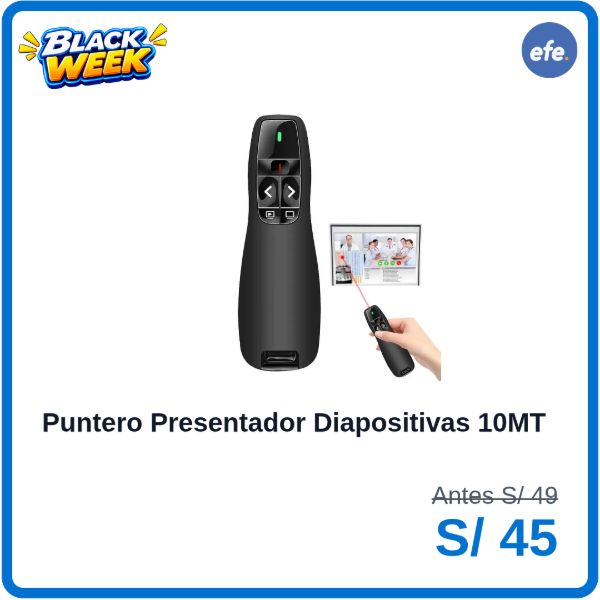 BLACK
WEEK
efe.
Puntero Presentador Diapositivas 10MT
Antes S/ 49
S/ 45